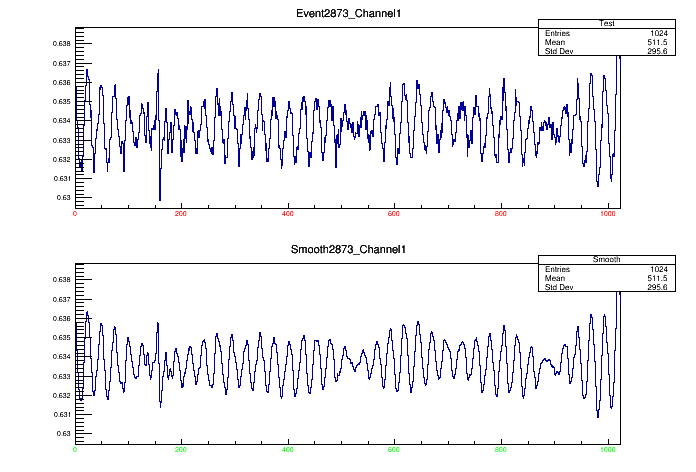 Event2873_Channel1
Test
Entries 1024
Mean 511.5
Std Dev 295.6
0.638
0.637
0.636
0.635
0.634
0.633
0.632
0.631
0.63
0 200 400 600 800 1000
Smooth2873_Channel1
Smooth
Entries 1024
Mean 511.5
Std Dev 295.6
0.638
0.637
0.636
0.635
0.634
0.633
0.632
0.631
0.63
0 200 400 600 800 1000